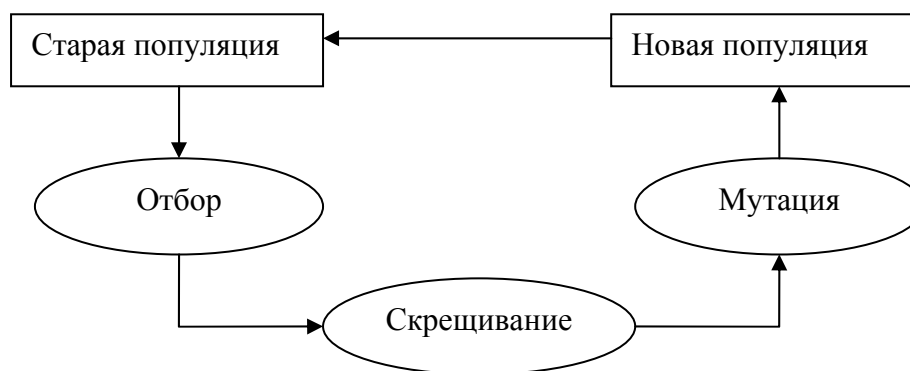 Старая популяция
Новая популяция
Отбор
Мутация
Скрещивание